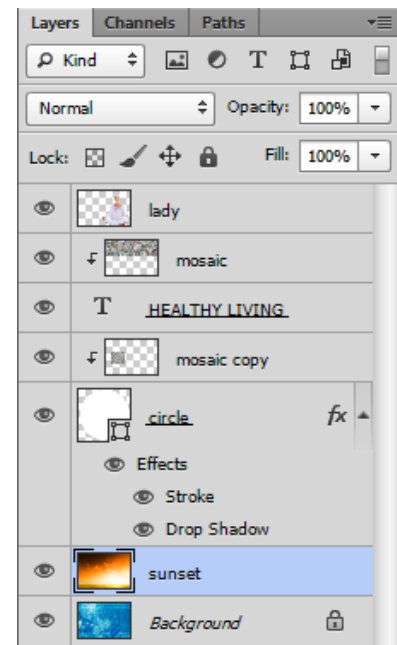 Layers Channels Paths
Kind T
Normal Opacity: 100%
Lock: Fill: 100%
lady
mosaic
T HEALTHY LIVING
mosaic copy
circle fx
Effects
Stroke
Drop Shadow
sunset
Background